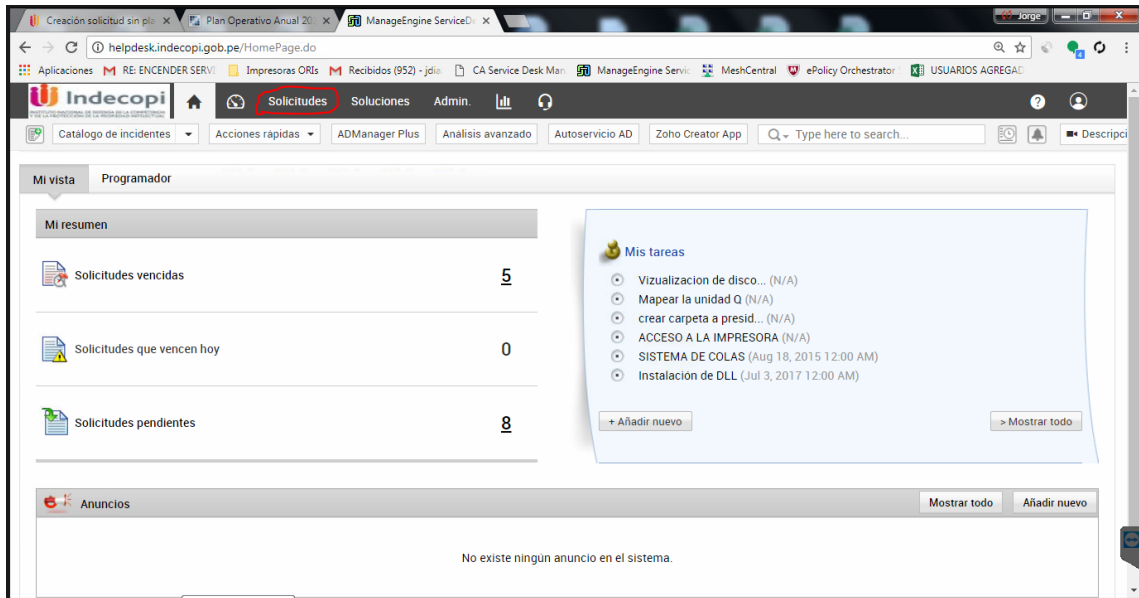 Creación solicitud sin pla
Plan Operativo Anual 20
ManageEngine ServiceDe
Jorge
helpdesk.indecopi.gob.pe/HomePage.do
Aplicaciones
RE: ENCENDER SERVI
Impresoras ORIs
Recibidos (952) - jdia
CA Service Desk Man
ManageEngine Servic
MeshCentral
ePolicy Orchestrator
USUARIOS AGREGAD
Indecopi
Solicitudes
Soluciones
Admin.
Catálogo de incidentes
Acciones rápidas
ADManager Plus
Análisis avanzado
Autoservicio AD
Zoho Creator App
Type here to search...
Descripci
Mi vista
Programador
Mi resumen
Solicitudes vencidas 5
Solicitudes que vencen hoy 0
Solicitudes pendientes 8
Mis tareas
Vizualizacion de disco... (N/A)
Mapear la unidad Q (N/A)
crear carpeta a presid... (N/A)
ACCESO A LA IMPRESORA (N/A)
SISTEMA DE COLAS (Aug 18, 2015 12:00 AM)
Instalación de DLL (Jul 3, 2017 12:00 AM)
+ Añadir nuevo
> Mostrar todo
Anuncios
Mostrar todo
Añadir nuevo
No existe ningún anuncio en el sistema.